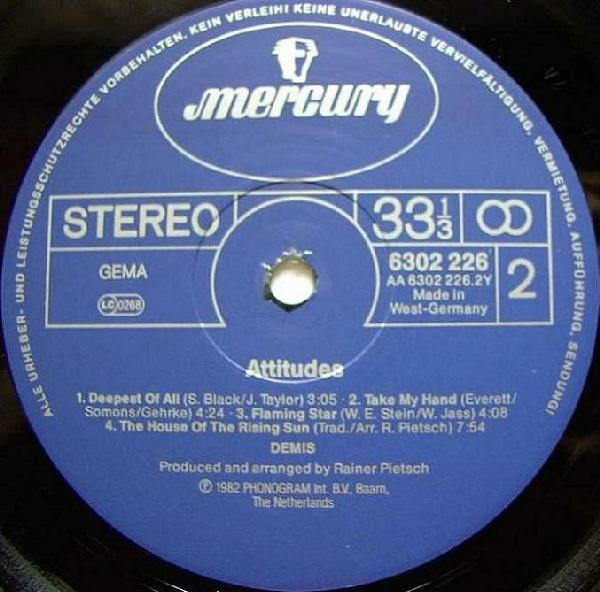 ALLE URHEBER- UND LEISTUNGSSCHUTZRECHTE VORBEHALTEN. KEIN VERLEIH! KEINE UNERLAUBTE VERVIELFÄLTIGUNG, VERMIETUNG, AUFFÜHRUNG, SENDUNG!
mercury
STEREO
33 1/3
GEMA
LC 0268
6302 226
AA 6302 226.2Y
Made in
West-Germany
2
Attitudes
1. Deepest Of All (S. Black/J. Taylor) 3:05 · 2. Take My Hand (Everett/
Somons/Gehrke) 4:24 · 3. Flaming Star (W. E. Stein/W. Jass) 4:08
4. The House Of The Rising Sun (Trad./Arr. R. Pietsch) 7:54
DEMIS
Produced and arranged by Rainer Pietsch
℗ 1982 PHONOGRAM Int. B.V., Baarn,
The Netherlands